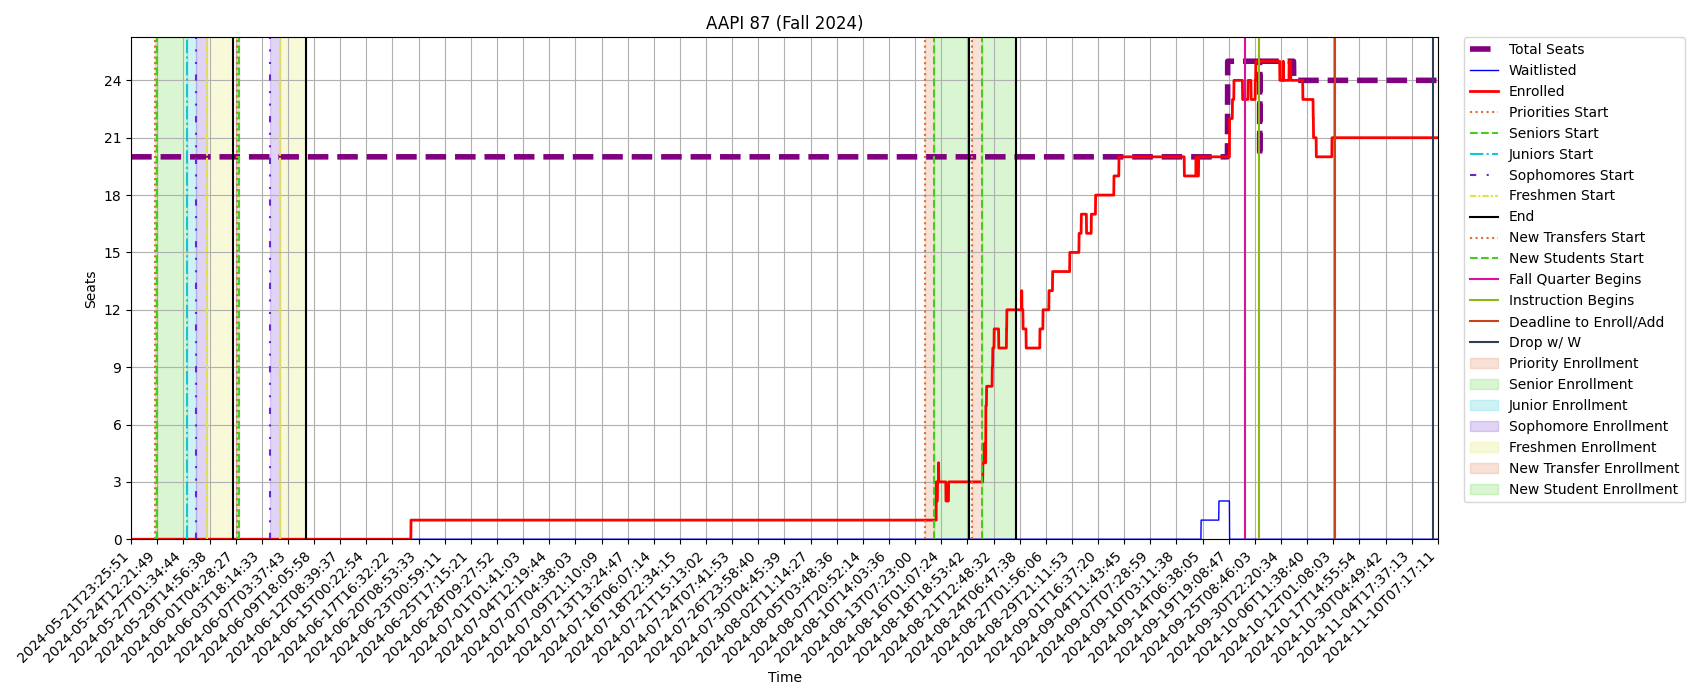 AAPI 87 (Fall 2024)
Seats
24
21
18
15
12
9
6
3
0
2024-05-21T23:25:51
2024-05-24T12:21:49
2024-05-27T01:34:44
2024-05-29T14:56:38
2024-06-01T04:28:27
2024-06-03T18:14:33
2024-06-07T03:37:43
2024-06-09T18:05:58
2024-06-12T08:39:37
2024-06-15T00:22:54
2024-06-17T16:32:22
2024-06-20T08:53:33
2024-06-23T00:59:11
2024-06-25T17:15:21
2024-06-28T09:27:52
2024-07-01T01:41:03
2024-07-04T12:19:44
2024-07-07T04:38:03
2024-07-09T21:10:09
2024-07-13T13:24:47
2024-07-16T06:07:14
2024-07-18T22:34:15
2024-07-21T15:13:02
2024-07-24T07:41:53
2024-07-26T23:58:40
2024-07-30T04:45:39
2024-08-02T11:14:27
2024-08-05T03:48:36
2024-08-07T20:52:14
2024-08-10T14:03:36
2024-08-13T07:23:00
2024-08-16T01:07:24
2024-08-18T18:53:42
2024-08-21T12:48:32
2024-08-24T06:47:38
2024-08-27T01:56:06
2024-08-29T21:11:53
2024-09-01T16:37:20
2024-09-04T11:43:45
2024-09-07T07:28:59
2024-09-10T03:11:38
2024-09-14T06:38:05
2024-09-19T19:08:47
2024-09-25T08:46:03
2024-09-30T22:20:34
2024-10-06T11:38:40
2024-10-12T01:08:03
2024-10-17T14:55:54
2024-10-30T04:49:42
2024-11-04T17:37:13
2024-11-10T07:17:11
Time
Total Seats
Waitlisted
Enrolled
Priorities Start
Seniors Start
Juniors Start
Sophomores Start
Freshmen Start
End
New Transfers Start
New Students Start
Fall Quarter Begins
Instruction Begins
Deadline to Enroll/Add
Drop w/ W
Priority Enrollment
Senior Enrollment
Junior Enrollment
Sophomore Enrollment
Freshmen Enrollment
New Transfer Enrollment
New Student Enrollment